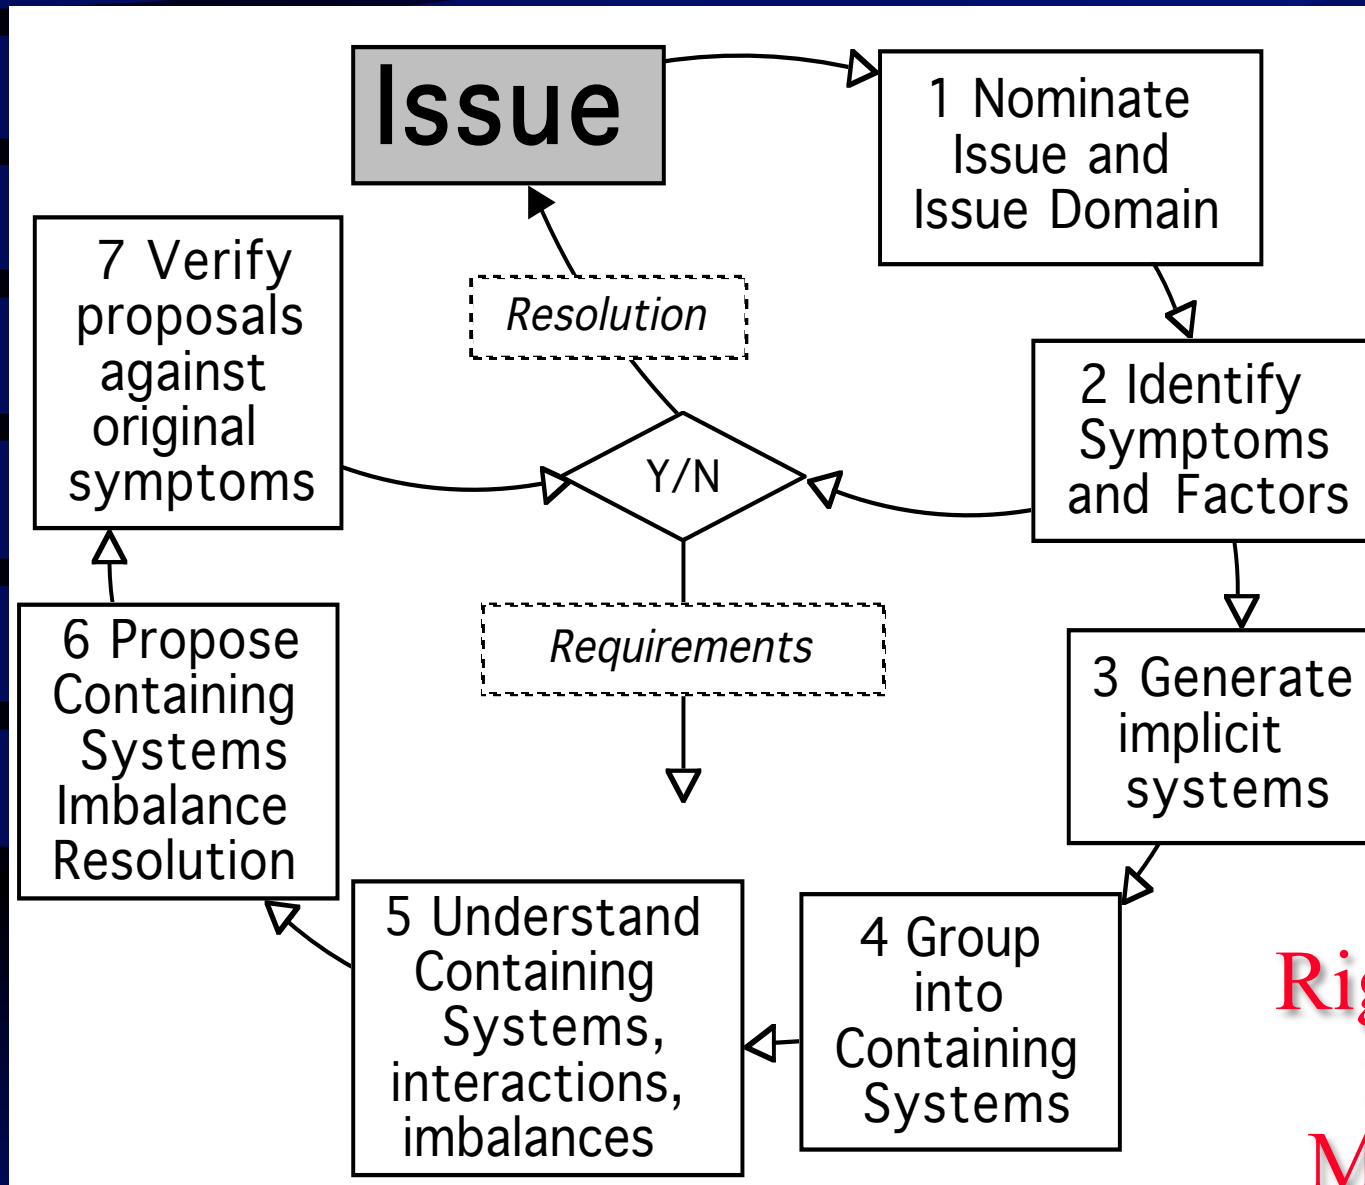 Issue
1 Nominate
Issue and
Issue Domain
2 Identify
Symptoms
and Factors
3 Generate
implicit
systems
4 Group
into
Containing
Systems
5 Understand
Containing
Systems,
interactions,
imbalances
6 Propose
Containing
Systems
Imbalance
Resolution
7 Verify
proposals
against
original
symptoms
Resolution
Y/N
Requirements